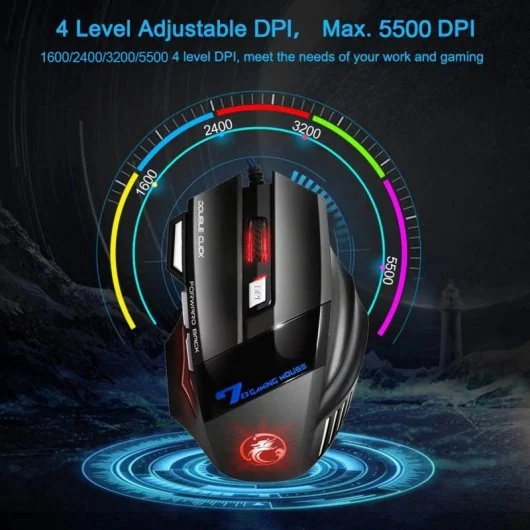 4 Level Adjustable DPI, Max. 5500 DPI
1600/2400/3200/5500 4 level DPI, meet the needs of your work and gaming
2400
3200
1600
5500
DOUBLE CLICK
DPI
FORWARD BACK
7D GAMING MOUSE